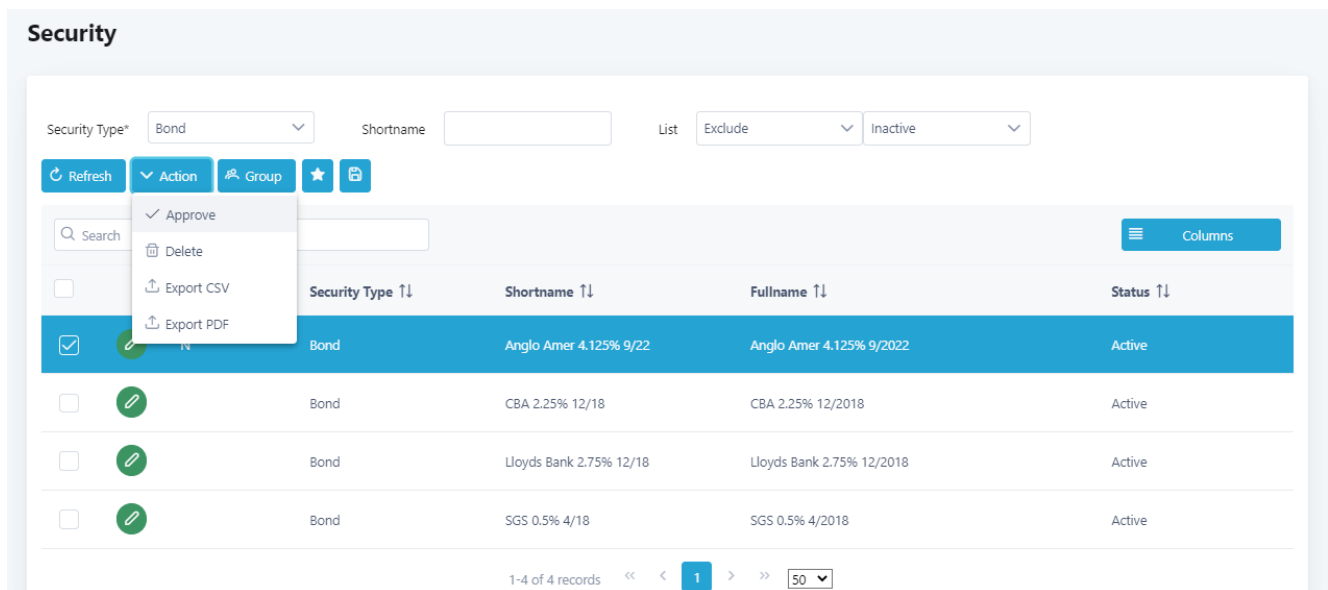 Security
Security Type* Bond Shortname List Exclude Inactive
Refresh Action Group
Approve
Search Columns
Delete
Export CSV
Security Type Shortname Fullname Status
Export PDF
N Bond Anglo Amer 4.125% 9/22 Anglo Amer 4.125% 9/2022 Active
Bond CBA 2.25% 12/18 CBA 2.25% 12/2018 Active
Bond Lloyds Bank 2.75% 12/18 Lloyds Bank 2.75% 12/2018 Active
Bond SGS 0.5% 4/18 SGS 0.5% 4/2018 Active
1-4 of 4 records << < 1 > >> 50